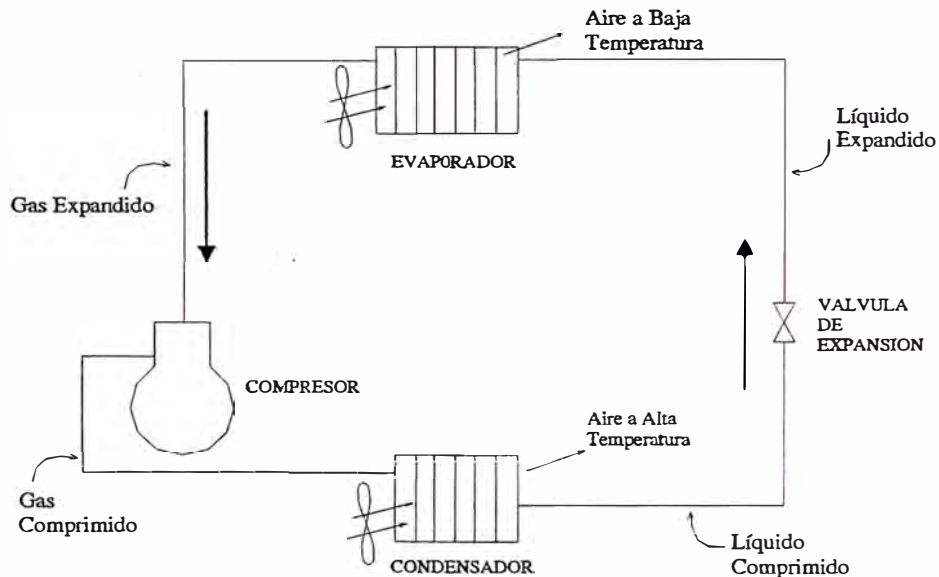 Aire a Baja
Temperatura
Líquido
Expandido
EVAPORADOR
Gas Expandido
VALVULA
DE
EXPANSION
COMPRESOR
Aire a Alta
Temperatura
Gas
Comprimido
CONDENSADOR
Líquido
Comprimido